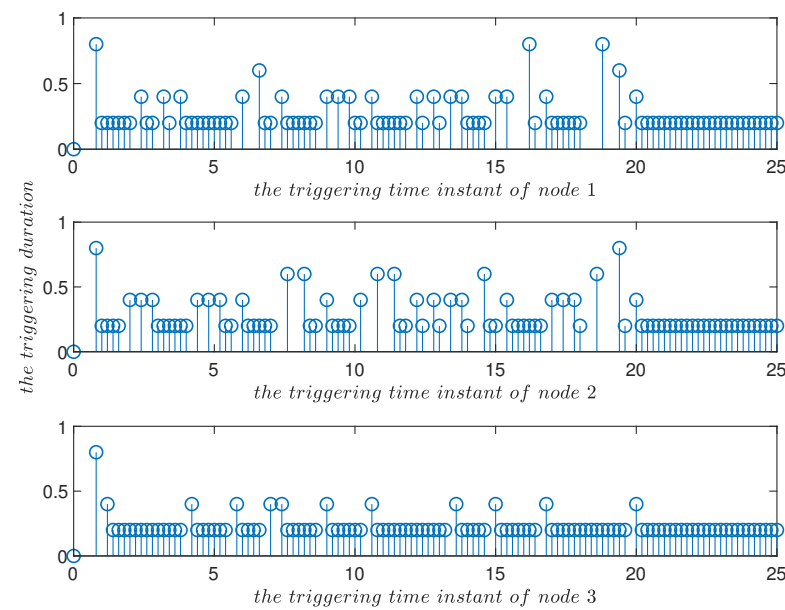 1
0.5
0
0 5 10 15 20 25
the triggering time instant of node 1
the triggering duration
1
0.5
0
0 5 10 15 20 25
the triggering time instant of node 2
1
0.5
0
0 5 10 15 20 25
the triggering time instant of node 3